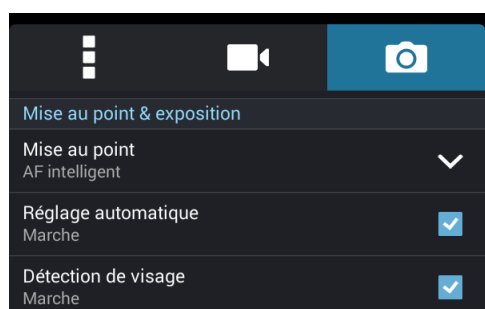 Mise au point & exposition
Mise au point
AF intelligent
Réglage automatique
Marche
Détection de visage
Marche